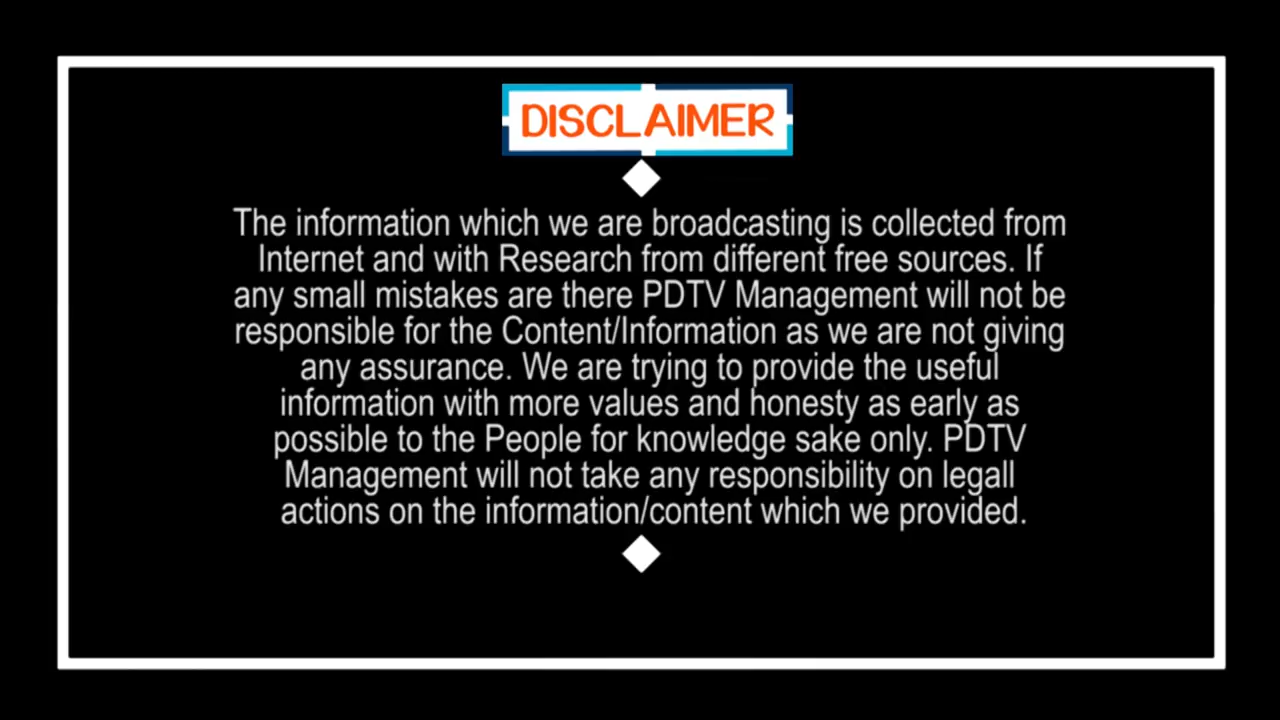 DISCLAIMER
The information which we are broadcasting is collected from
Internet and with Research from different free sources. If
any small mistakes are there PDTV Management will not be
responsible for the Content/Information as we are not giving
any assurance. We are trying to provide the useful
information with more values and honesty as early as
possible to the People for knowledge sake only. PDTV
Management will not take any responsibility on legall
actions on the information/content which we provided.